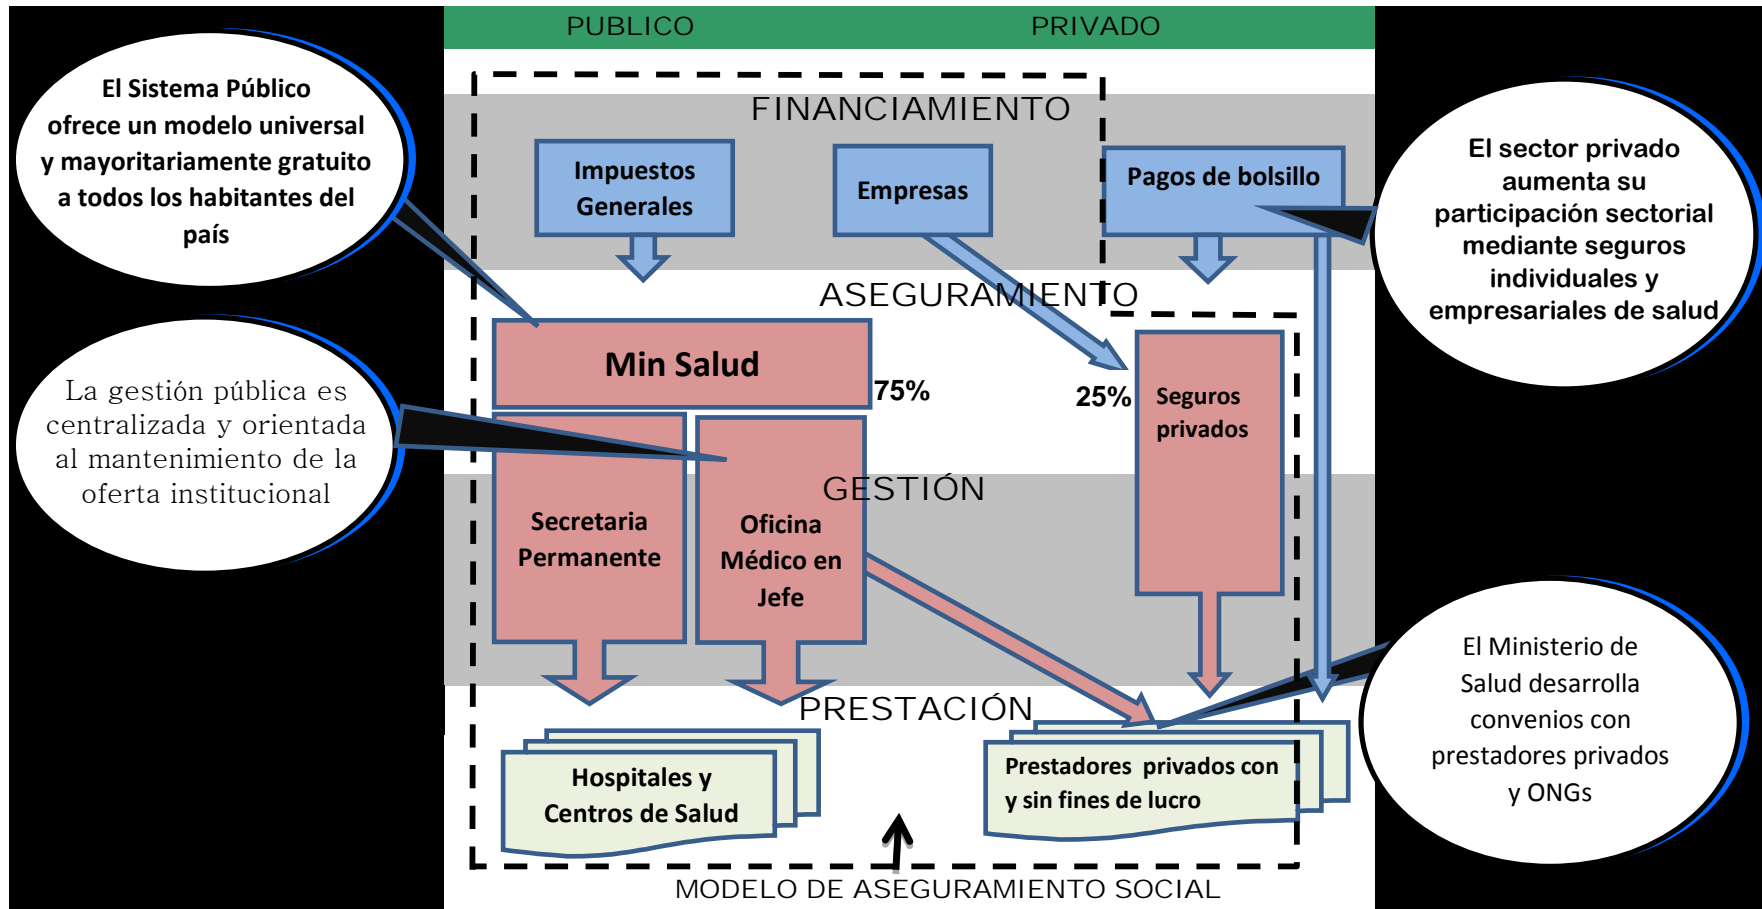 PUBLICO
PRIVADO
El Sistema Público
ofrece un modelo universal
y mayoritariamente gratuito
a todos los habitantes del
país
FINANCIAMIENTO
Impuestos
Generales
Empresas
Pagos de bolsillo
El sector privado
aumenta su
participación sectorial
mediante seguros
individuales y
empresariales de salud
ASEGURAMIENTO
Min Salud
75%
25%
Seguros
privados
La gestión pública es
centralizada y orientada
al mantenimiento de la
oferta institucional
GESTIÓN
Secretaria
Permanente
Oficina
Médico en
Jefe
PRESTACIÓN
El Ministerio de
Salud desarrolla
convenios con
prestadores privados
y ONGs
Hospitales y
Centros de Salud
Prestadores privados con
y sin fines de lucro
MODELO DE ASEGURAMIENTO SOCIAL